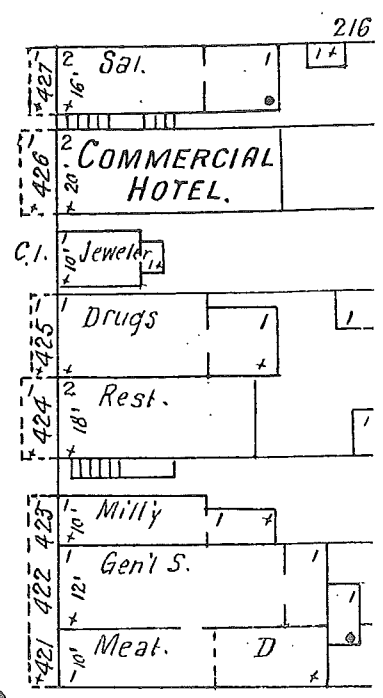 216
427 2 Sal. 1 1 x
x 16'
426 2 COMMERCIAL
x 20' HOTEL.
C.I. Jeweler
x 10' 1 x
425 1 Drugs 1 1
x x
424 2 Rest. 1
x 18'
423 1 Mill'y 1 x
x 10'
422 1 Gen'l S. 1 1
x 12'
421 1 Meat. D
x 10' x